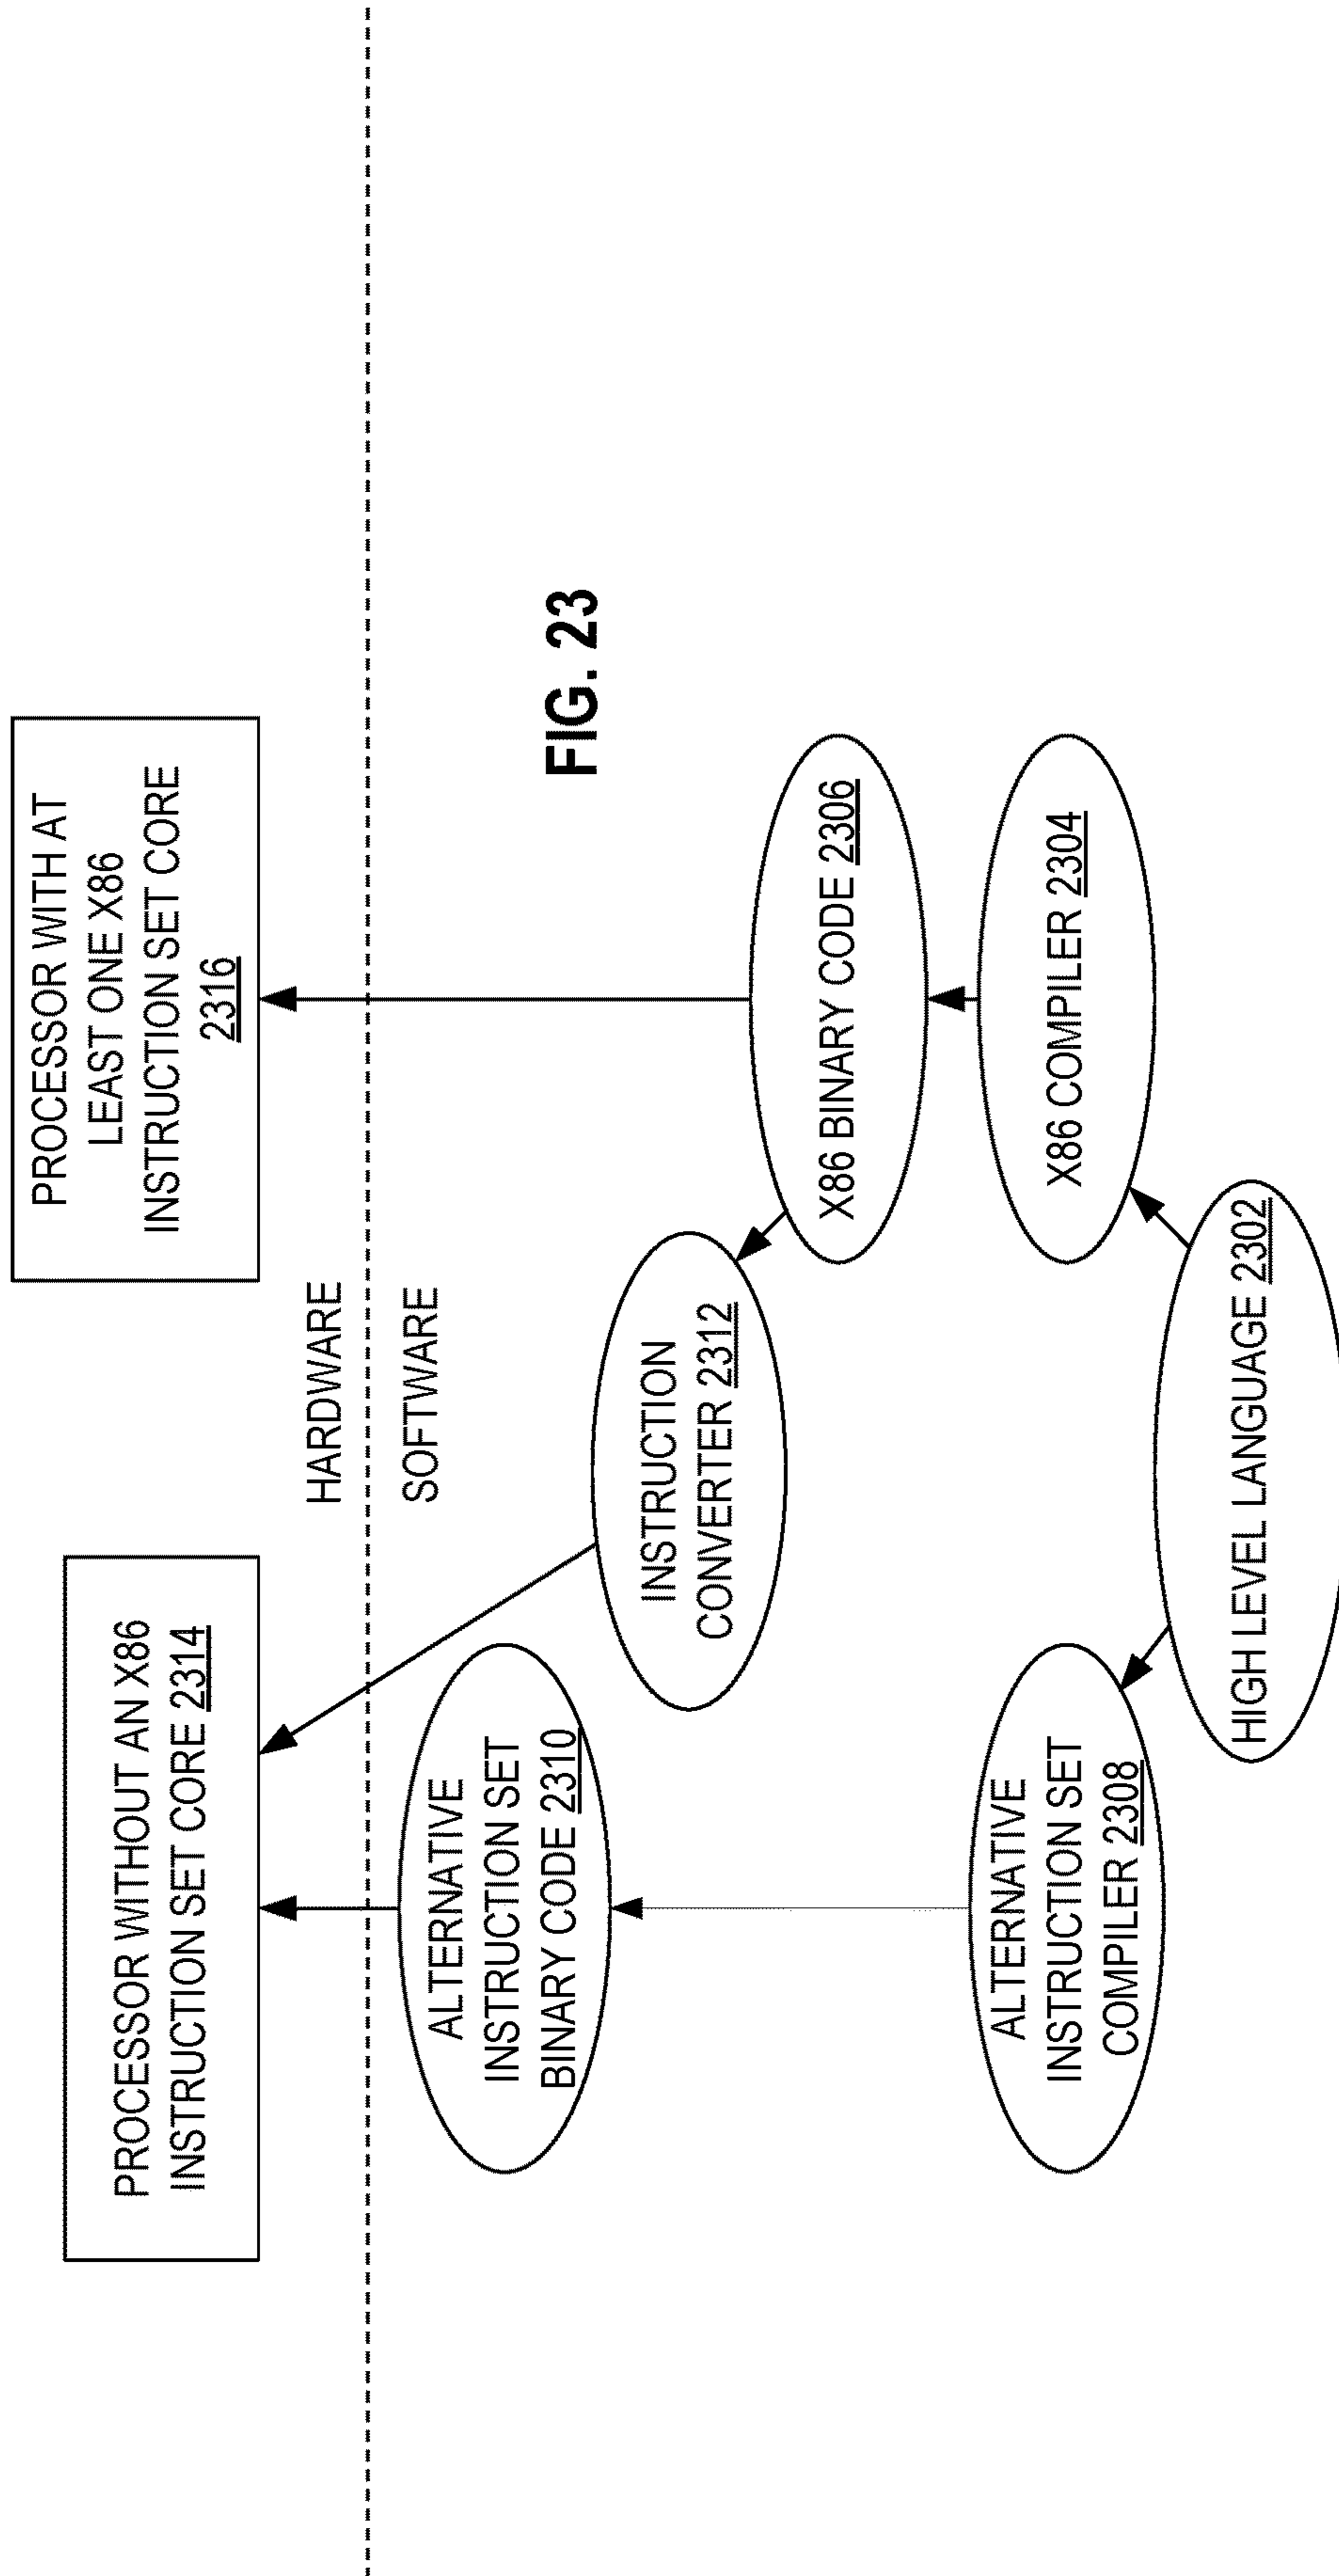 PROCESSOR WITHOUT AN X86
INSTRUCTION SET CORE 2314
PROCESSOR WITH AT
LEAST ONE X86
INSTRUCTION SET CORE
2316
HARDWARE
SOFTWARE
ALTERNATIVE
INSTRUCTION SET
BINARY CODE 2310
INSTRUCTION
CONVERTER 2312
FIG. 23
X86 BINARY CODE 2306
ALTERNATIVE
INSTRUCTION SET
COMPILER 2308
X86 COMPILER 2304
HIGH LEVEL LANGUAGE 2302